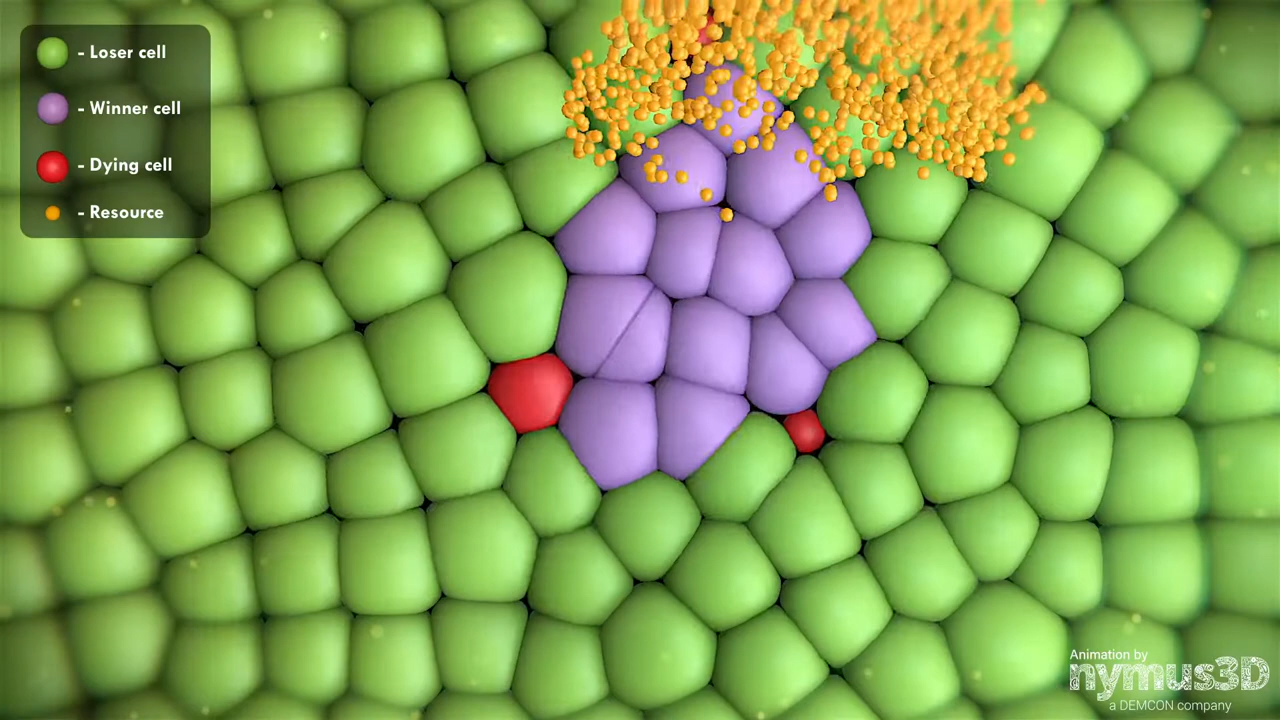 - Loser cell
- Winner cell
- Dying cell
- Resource
Animation by
nymus3D
a DEMCON company